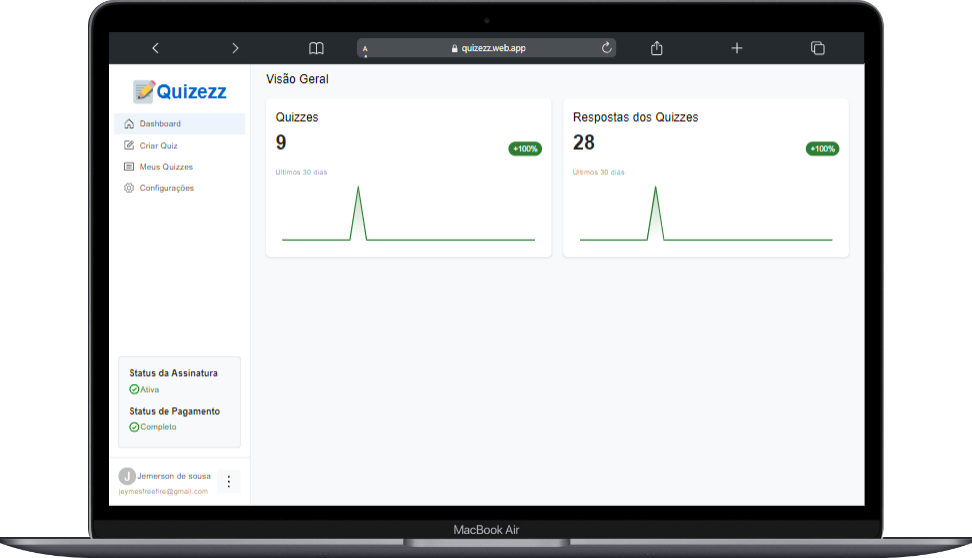 A
quizezz.web.app
Quizezz
Dashboard
Criar Quiz
Meus Quizzes
Configurações
Visão Geral
Quizzes
9
+100%
Últimos 30 dias
Respostas dos Quizzes
28
+100%
Últimos 30 dias
Status da Assinatura
Ativa
Status de Pagamento
Completo
J
Jemerson de sousa
jeymesfreefire@gmail.com
MacBook Air